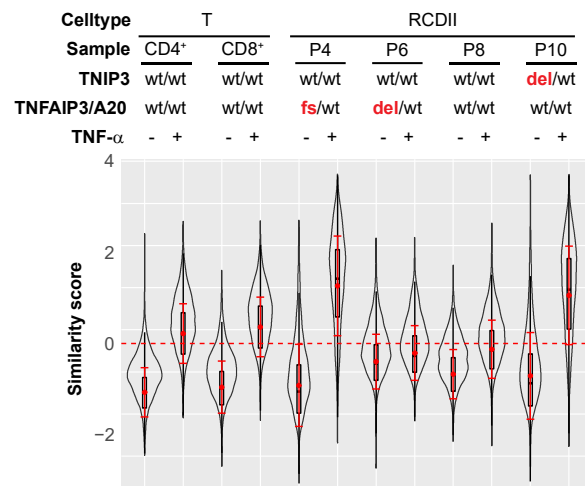 Celltype T RCDII
Sample CD4⁺ CD8⁺ P4 P6 P8 P10
TNIP3 wt/wt wt/wt wt/wt wt/wt wt/wt del/wt
TNFAIP3/A20 wt/wt wt/wt fs/wt del/wt wt/wt wt/wt
TNF-α - + - + - + - + - + - +
4
2
0
−2
Similarity score